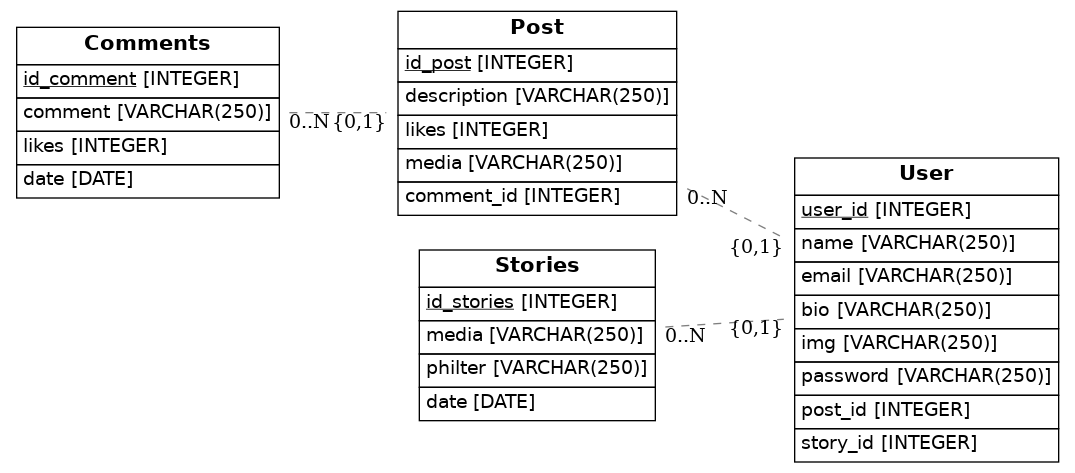 Comments
id_comment [INTEGER]
comment [VARCHAR(250)]
likes [INTEGER]
date [DATE]
0..N {0,1}
Post
id_post [INTEGER]
description [VARCHAR(250)]
likes [INTEGER]
media [VARCHAR(250)]
comment_id [INTEGER]
0..N
{0,1}
Stories
id_stories [INTEGER]
media [VARCHAR(250)]
philter [VARCHAR(250)]
date [DATE]
0..N
{0,1}
User
user_id [INTEGER]
name [VARCHAR(250)]
email [VARCHAR(250)]
bio [VARCHAR(250)]
img [VARCHAR(250)]
password [VARCHAR(250)]
post_id [INTEGER]
story_id [INTEGER]